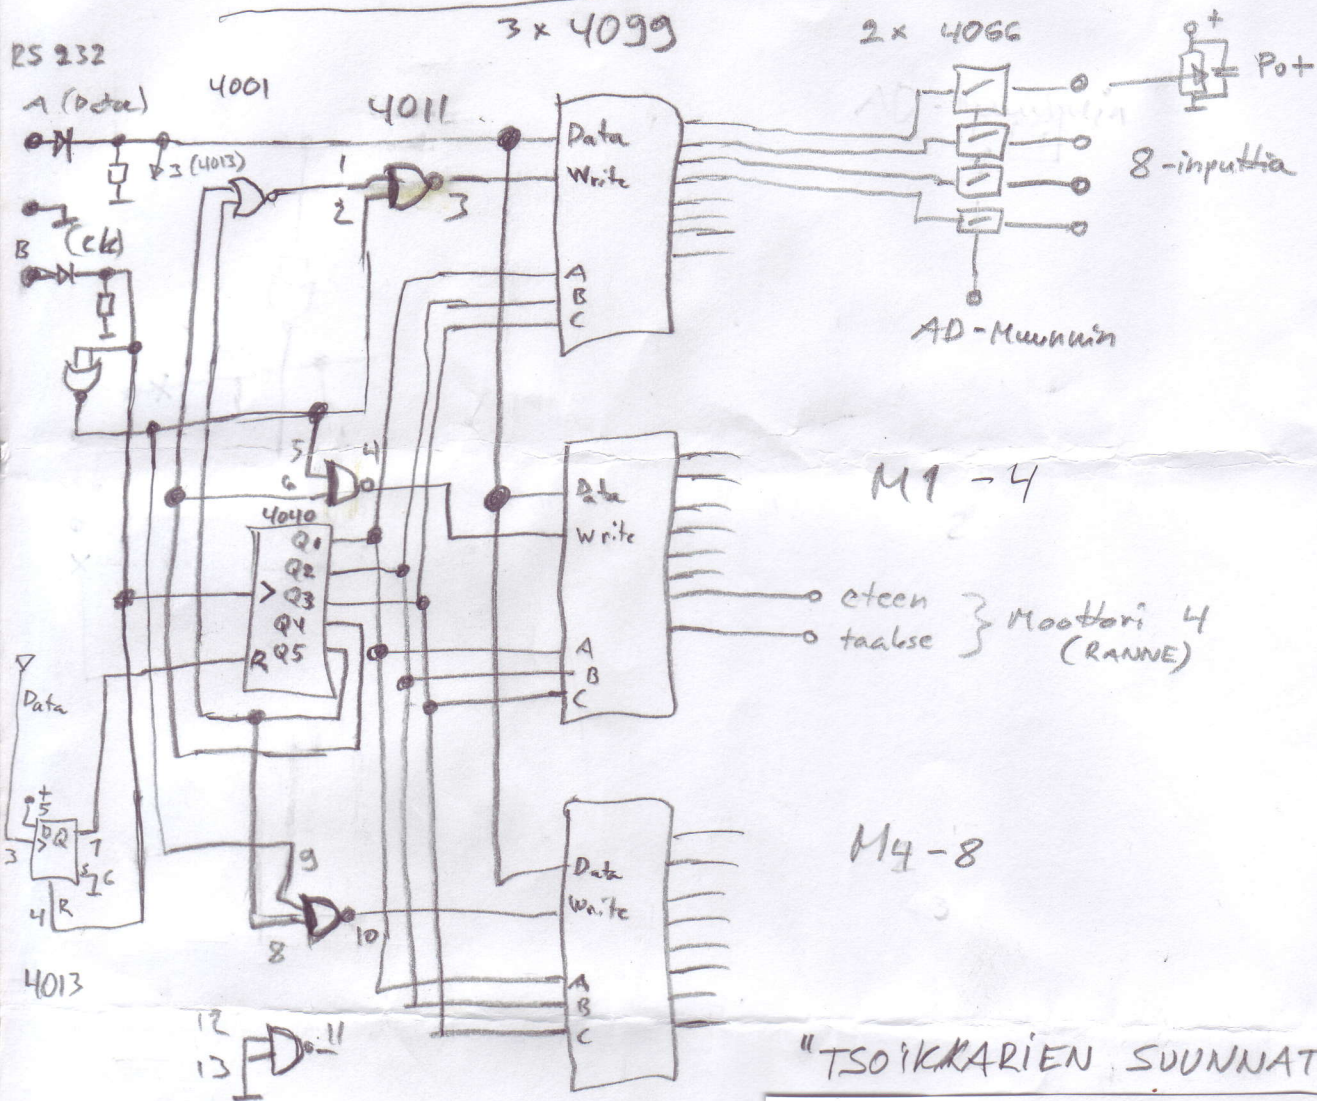 3 x 4099
2x 4066
RS 232
4001
4011
A (Data)
+
Pot
3 (4013)
1
2
3
Data
Write
A
B
C
8-inputtia
B (clk)
AD-Muunnin
5
4
6
4040
Q1
Q2
Q3
Q4
Q5
R
Data
Write
A
B
C
M1 - 4
eteen
taakse
Moottori 4
(RANNE)
Data
+
5
D Q
3
1
S
6
4
R
4013
9
8
10
Data
Write
A
B
C
M4-8
12
13
11
"TSOIKKARIEN SUUNNAT